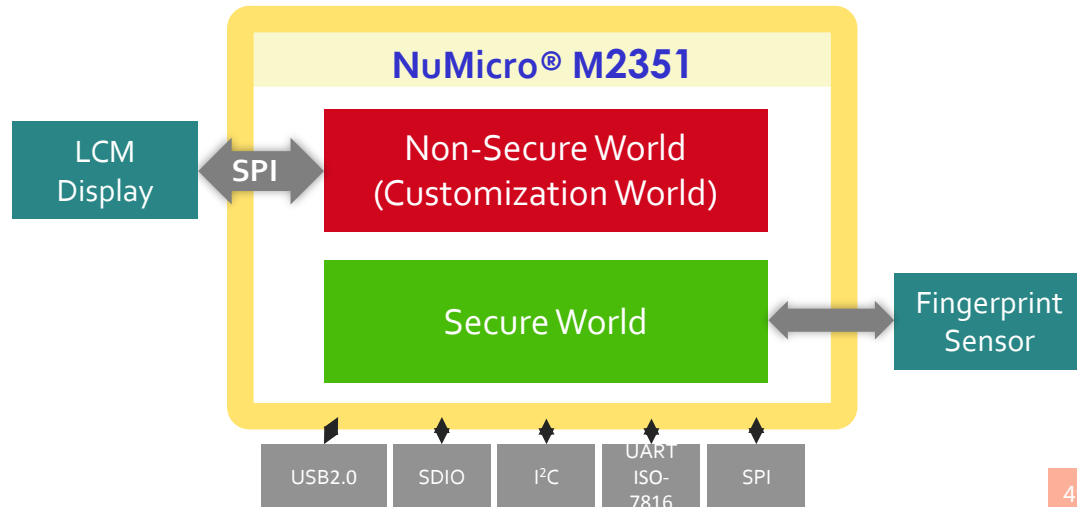 NuMicro® M2351
LCM
Display
SPI
Non-Secure World
(Customization World)
Secure World
Fingerprint
Sensor
USB2.0
SDIO
I²C
UART
ISO-
7816
SPI
4